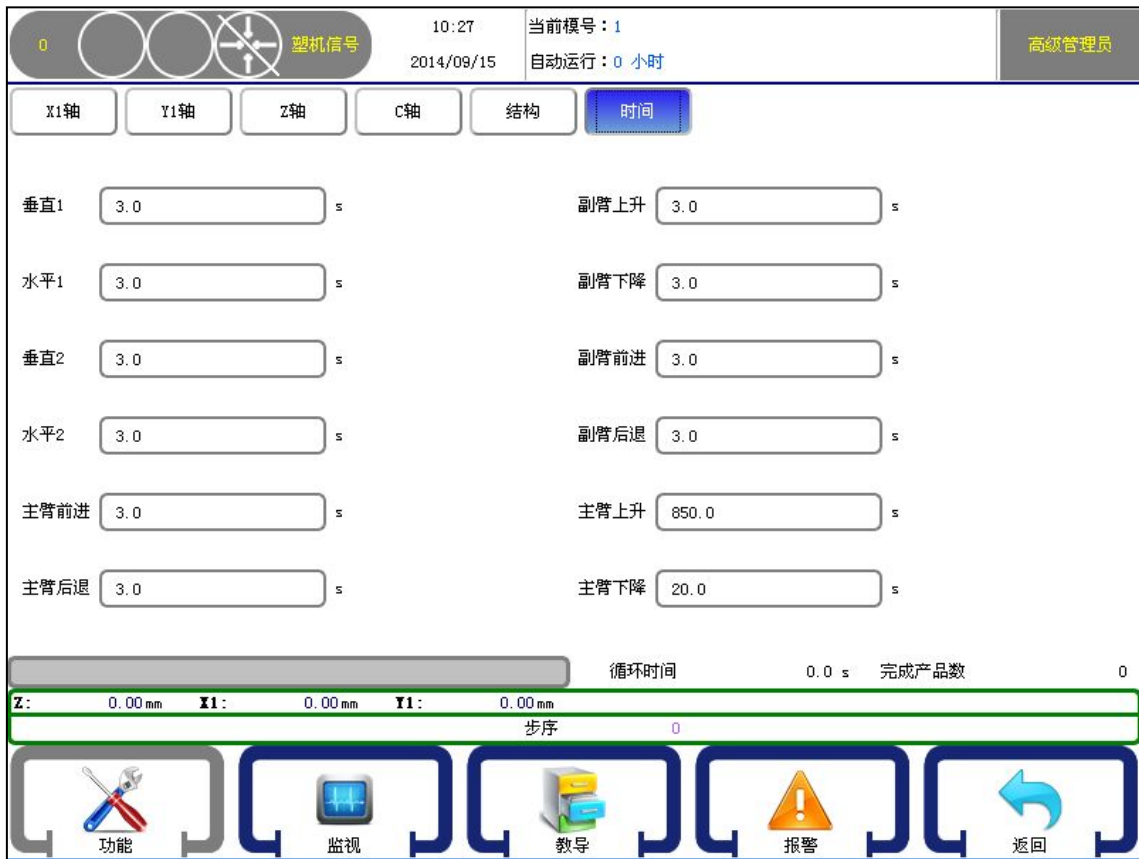 0 塑机信号
10:27
2014/09/15
当前模号：1
自动运行：0 小时
高级管理员
X1轴 Y1轴 Z轴 C轴 结构 时间
垂直1 3.0 s 副臂上升 3.0 s
水平1 3.0 s 副臂下降 3.0 s
垂直2 3.0 s 副臂前进 3.0 s
水平2 3.0 s 副臂后退 3.0 s
主臂前进 3.0 s 主臂上升 850.0 s
主臂后退 3.0 s 主臂下降 20.0 s
循环时间 0.0 s 完成产品数 0
Z: 0.00mm X1: 0.00mm Y1: 0.00mm
步序 0
功能 监视 教导 报警 返回